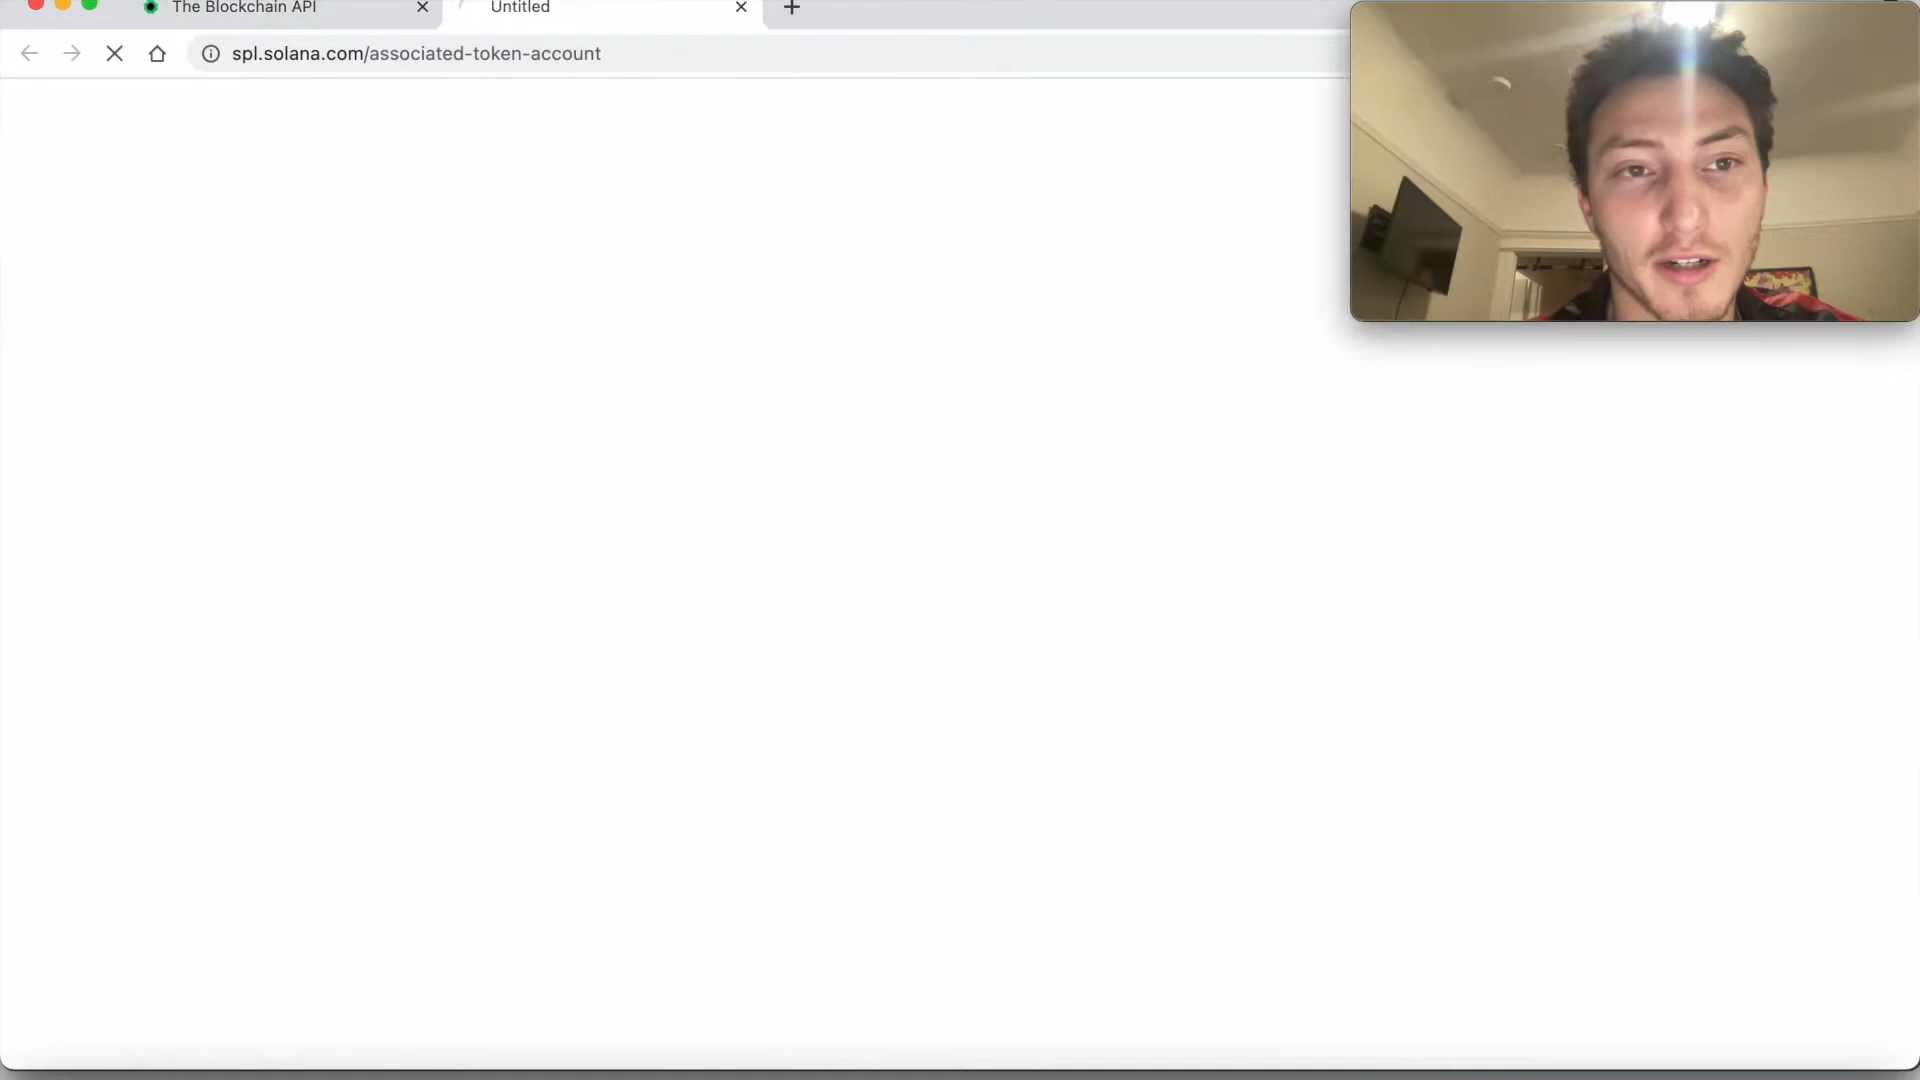 The Blockchain API
Untitled
spl.solana.com/associated-token-account